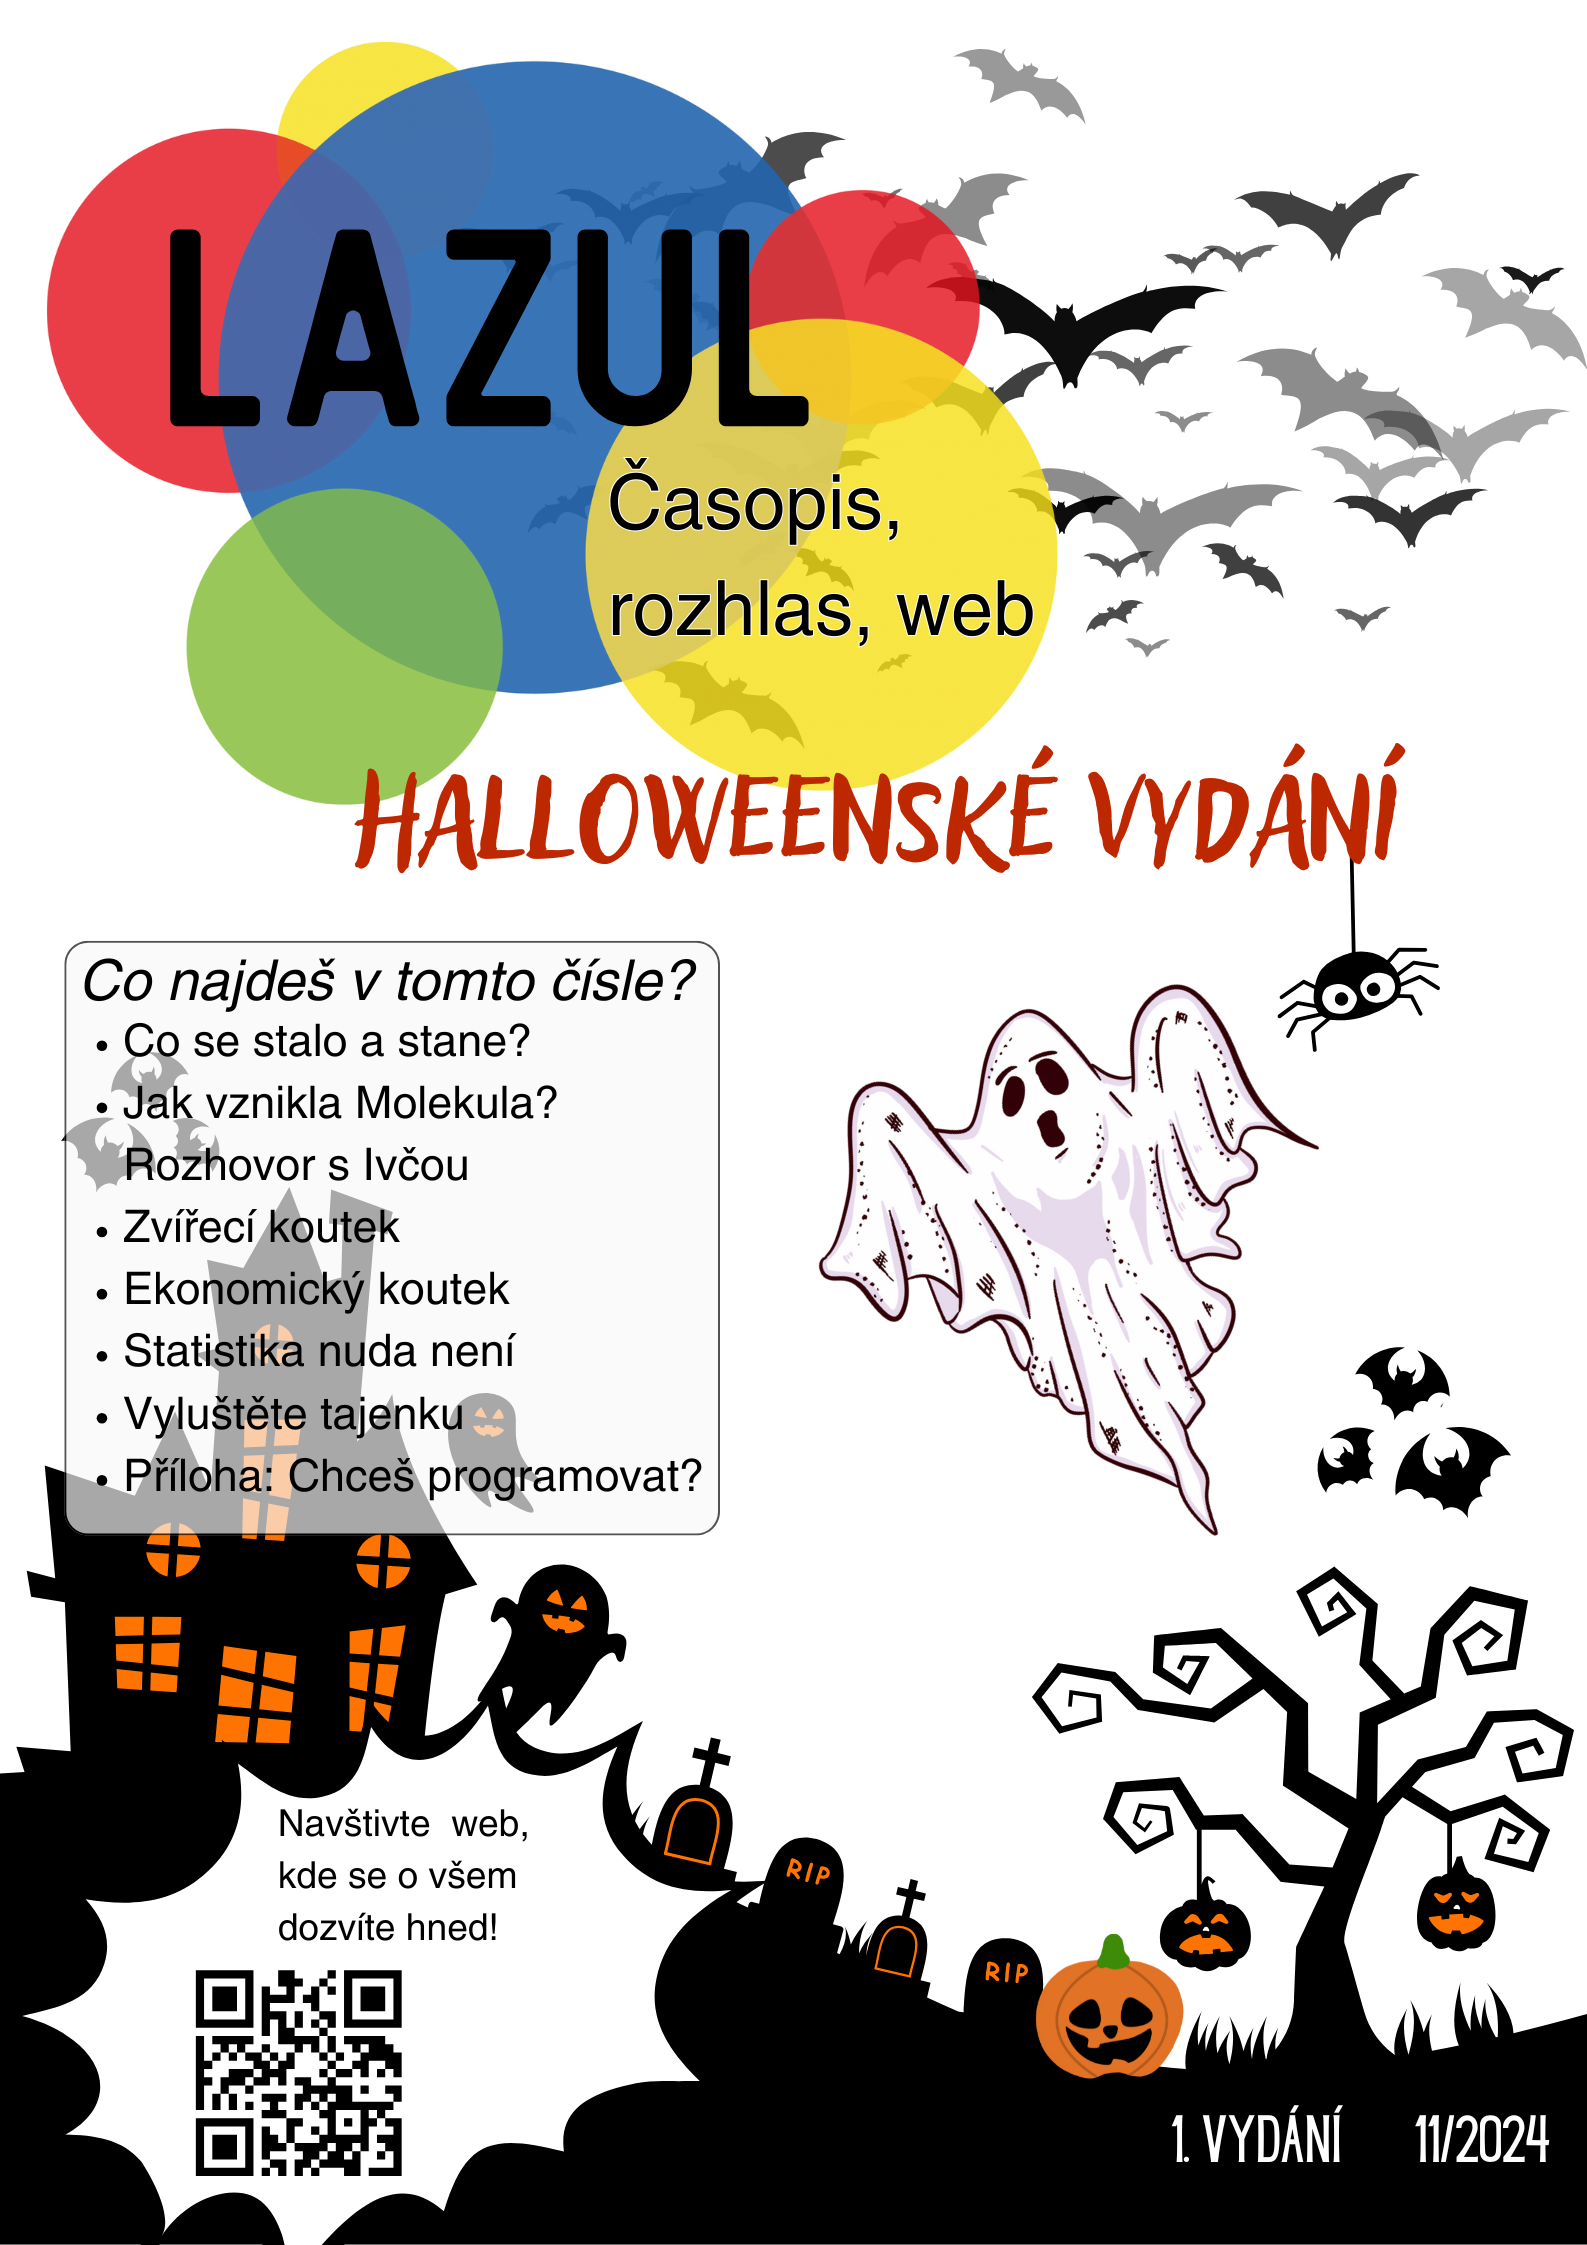 LAZUL
Časopis,
rozhlas, web
HALLOWEENSKÉ VYDÁNÍ
Co najdeš v tomto čísle?
• Co se stalo a stane?
• Jak vznikla Molekula?
Rozhovor s Ivčou
• Zvířecí koutek
• Ekonomický koutek
• Statistika nuda není
• Vyluštěte tajenku
• Příloha: Chceš programovat?
Navštivte web,
kde se o všem
dozvíte hned!
RIP
RIP
1. VYDÁNÍ 11/2024